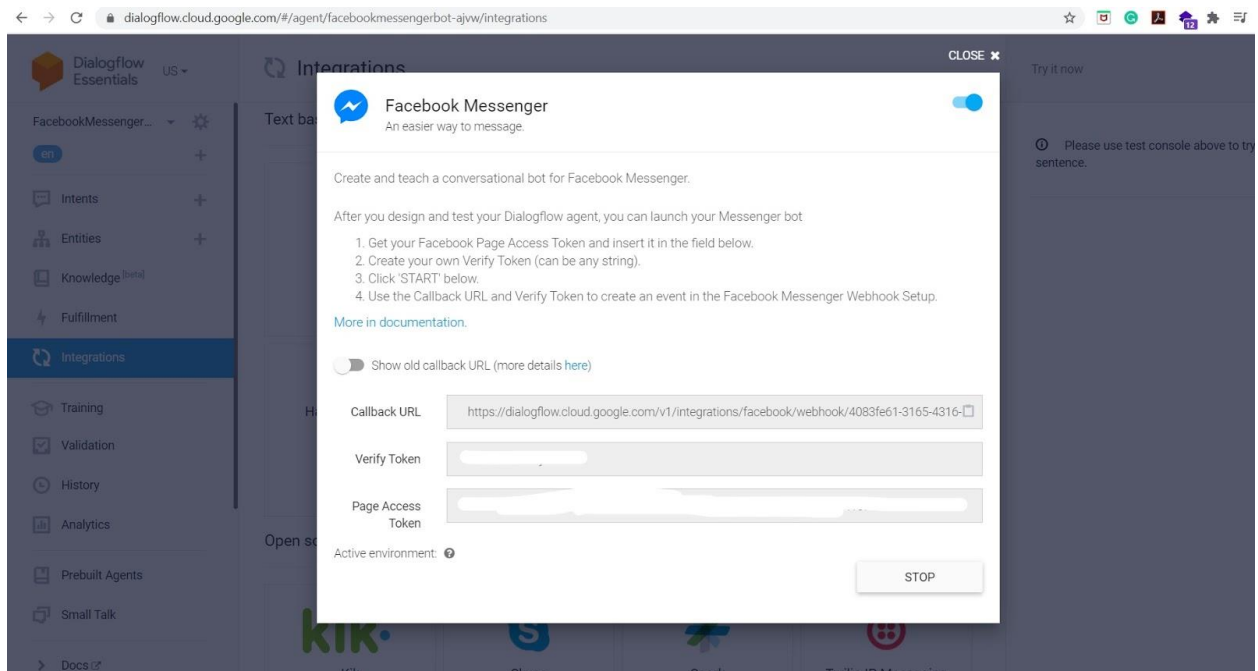 dialogflow.cloud.google.com/#/agent/facebookmessengerbot-ajvw/integrations
12
Dialogflow
Essentials
US
Integrations
CLOSE ✖
Try it now
Facebook Messenger
An easier way to message.
FacebookMessenger...
Text ba
en
Please use test console above to try
sentence.
Create and teach a conversational bot for Facebook Messenger.
Intents
After you design and test your Dialogflow agent, you can launch your Messenger bot
Entities
1. Get your Facebook Page Access Token and insert it in the field below.
2. Create your own Verify Token (can be any string).
Knowledge [beta]
3. Click 'START' below.
4. Use the Callback URL and Verify Token to create an event in the Facebook Messenger Webhook Setup.
Fulfillment
More in documentation.
Integrations
Show old callback URL (more details here)
Training
Ha
Callback URL
https://dialogflow.cloud.google.com/v1/integrations/facebook/webhook/4083fe61-3165-4316-
Validation
Verify Token
History
Page Access
Token
Analytics
Open so
Active environment:
Prebuilt Agents
STOP
Small Talk
kik
S
Docs